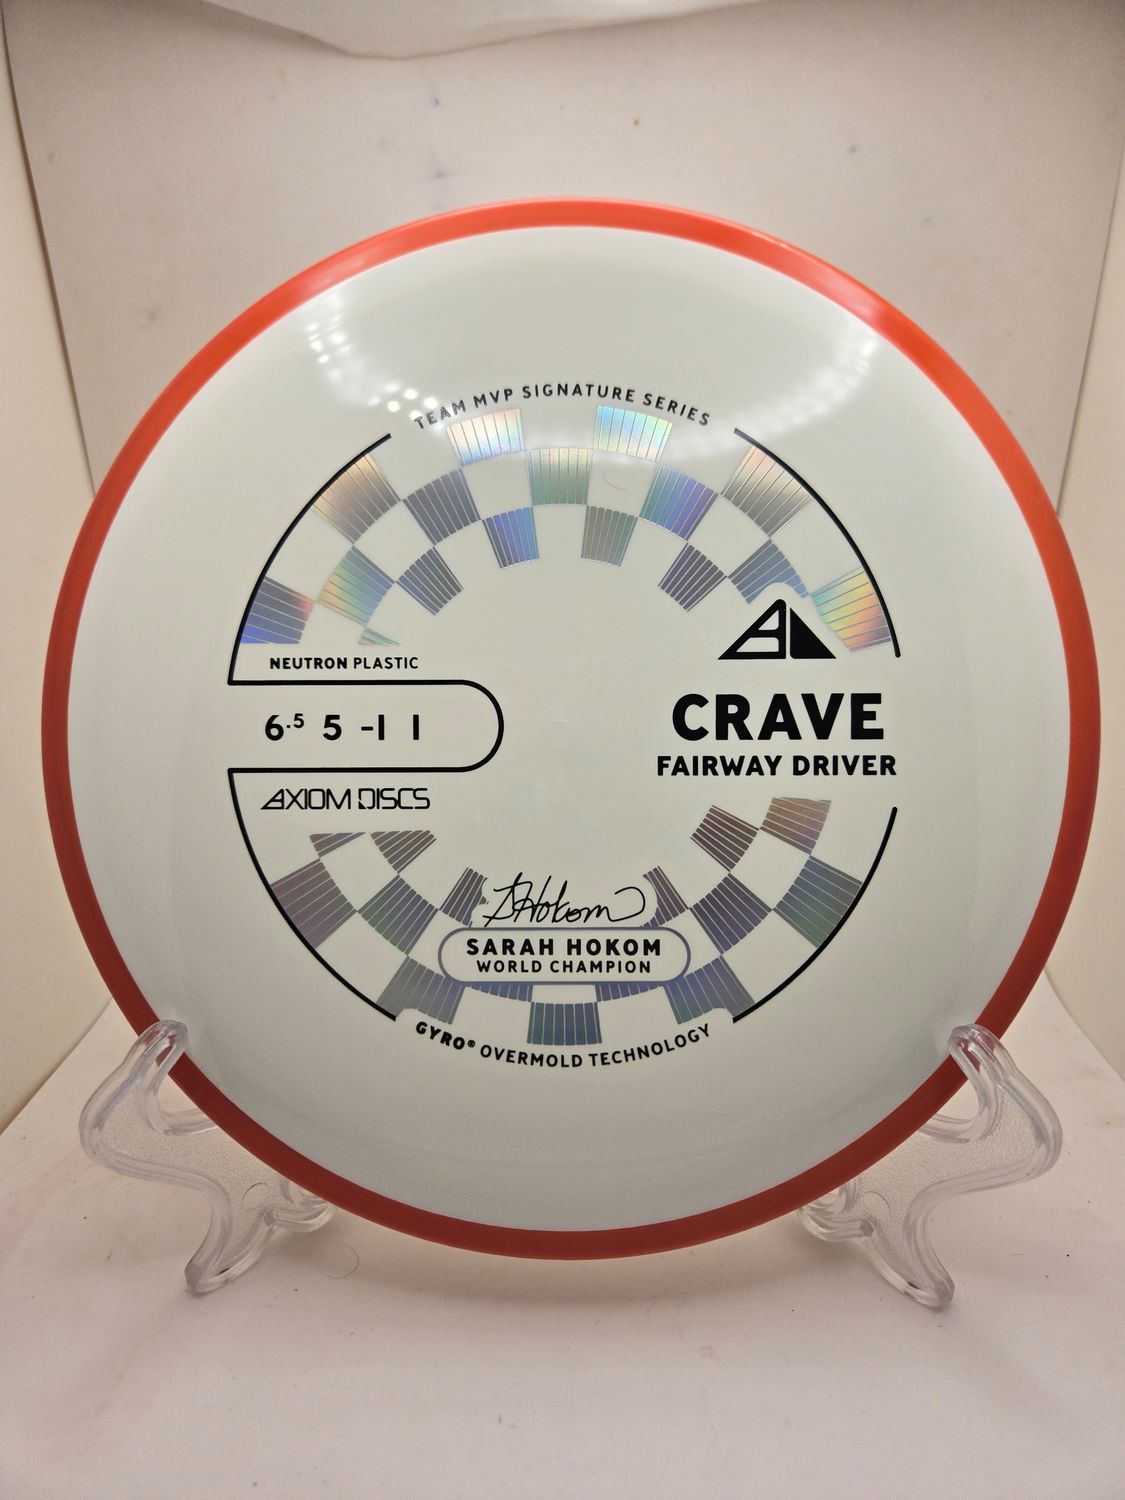 TEAM MVP SIGNATURE SERIES
NEUTRON PLASTIC
6.5 5 -1 1
AXIOM DISCS
CRAVE
FAIRWAY DRIVER
SHokom
SARAH HOKOM
WORLD CHAMPION
GYRO® OVERMOLD TECHNOLOGY